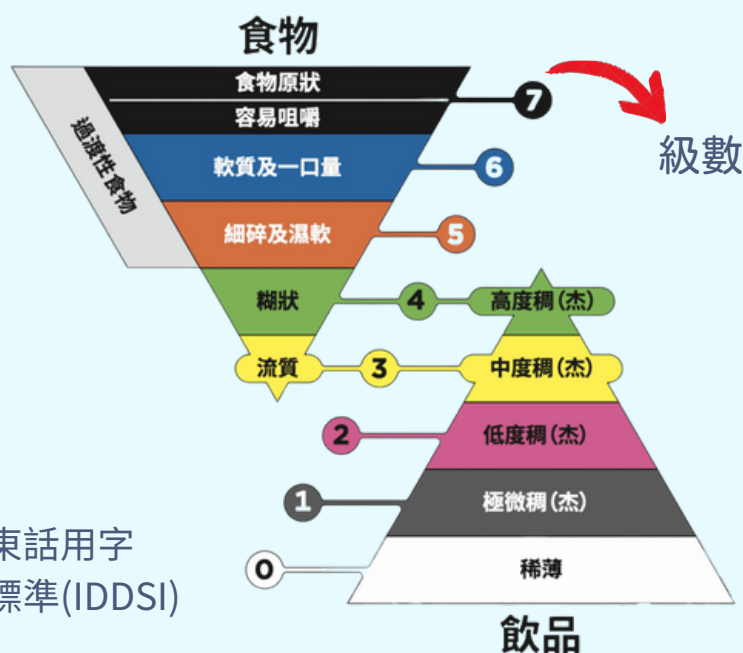 食物
食物原狀
7
容易咀嚼
級數
過渡性食物
軟質及一口量
6
細碎及濕軟
5
糊狀
4
高度稠(杰)
流質
3
中度稠(杰)
2
低度稠(杰)
1
極微稠(杰)
東話用字
0
稀薄
標準(IDDSI)
飲品